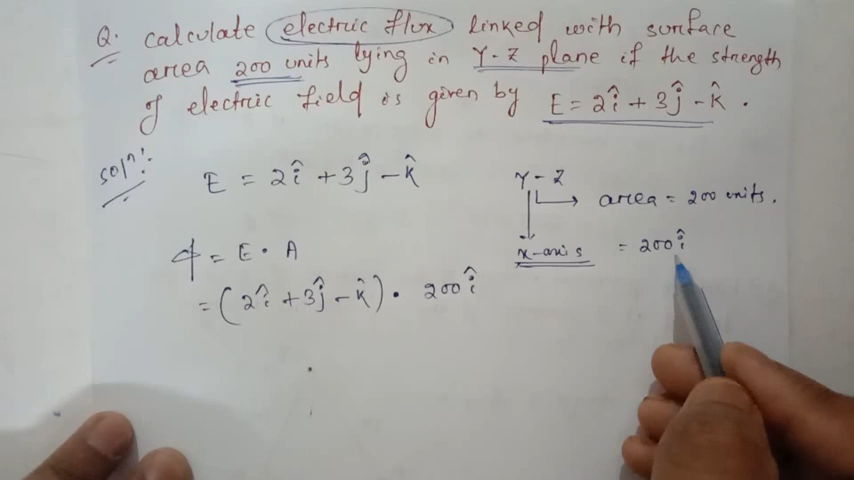 Q. calculate electric flux linked with surface
area 200 units lying in Y-Z plane if the strength
of electric field is given by E = 2î + 3ĵ - k̂.
Solⁿ:
E = 2î + 3ĵ - k̂
Y-Z
area = 200 units.
x-axis = 200î
ϕ = E · A
= (2î + 3ĵ - k̂) · 200î